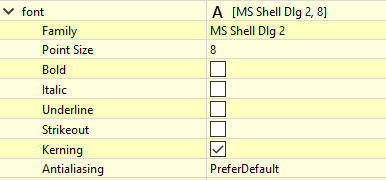 font A [MS Shell Dlg 2, 8]
Family MS Shell Dlg 2
Point Size 8
Bold
Italic
Underline
Strikeout
Kerning
Antialiasing PreferDefault